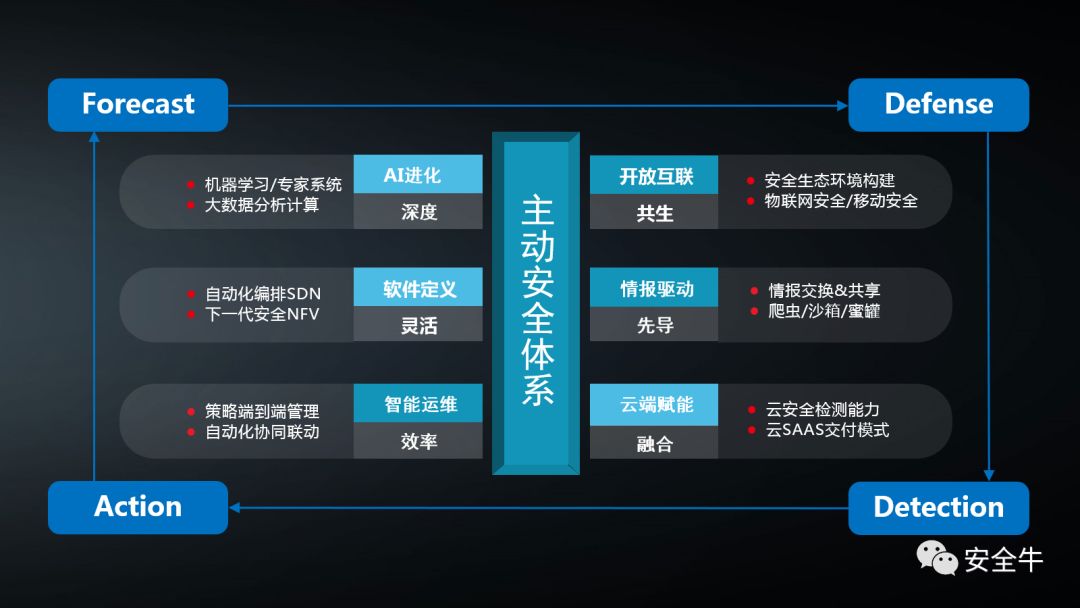 Forecast
Defense
主动安全体系
AI进化
深度
机器学习/专家系统
大数据分析计算
软件定义
灵活
自动化编排SDN
下一代安全NFV
智能运维
效率
策略端到端管理
自动化协同联动
开放互联
共生
安全生态环境构建
物联网安全/移动安全
情报驱动
先导
情报交换&共享
爬虫/沙箱/蜜罐
云端赋能
融合
云安全检测能力
云SAAS交付模式
Action
Detection
安全牛